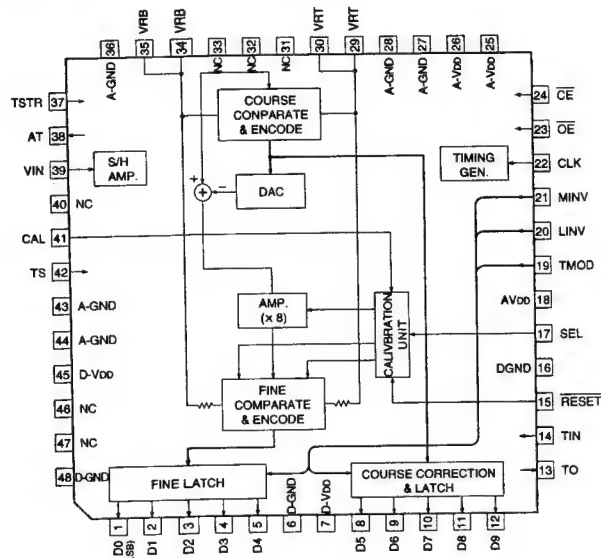 VRB
VRB
VRT
VRT
36
35
34
33
32
31
30
29
28
27
26
25
A-GND
NC
NC
NC
A-GND
A-GND
A-VDD
A-VDD
TSTR 37
AT 38
VIN 39
40 NC
CAL 41
TS 42
43 A-GND
44 A-GND
45 D-VDD
46 NC
47 NC
48 D-GND
COURSE
CONPARATE
& ENCODE
S/H
AMP.
+
−
DAC
TIMING
GEN.
AMP.
(× 8)
CALIVBRATION
UNIT
FINE
COMPARATE
& ENCODE
FINE LATCH
COURSE CORRECTION
& LATCH
24 CE
23 OE
22 CLK
21 MINV
20 LINV
19 TMOD
AVDD 18
17 SEL
DGND 16
15 RESET
14 TIN
13 TO
D-GND
D-VDD
1
2
3
4
5
6
7
8
9
10
11
12
D0
(LSB)
D1
D2
D3
D4
D5
D6
D7
D8
D9